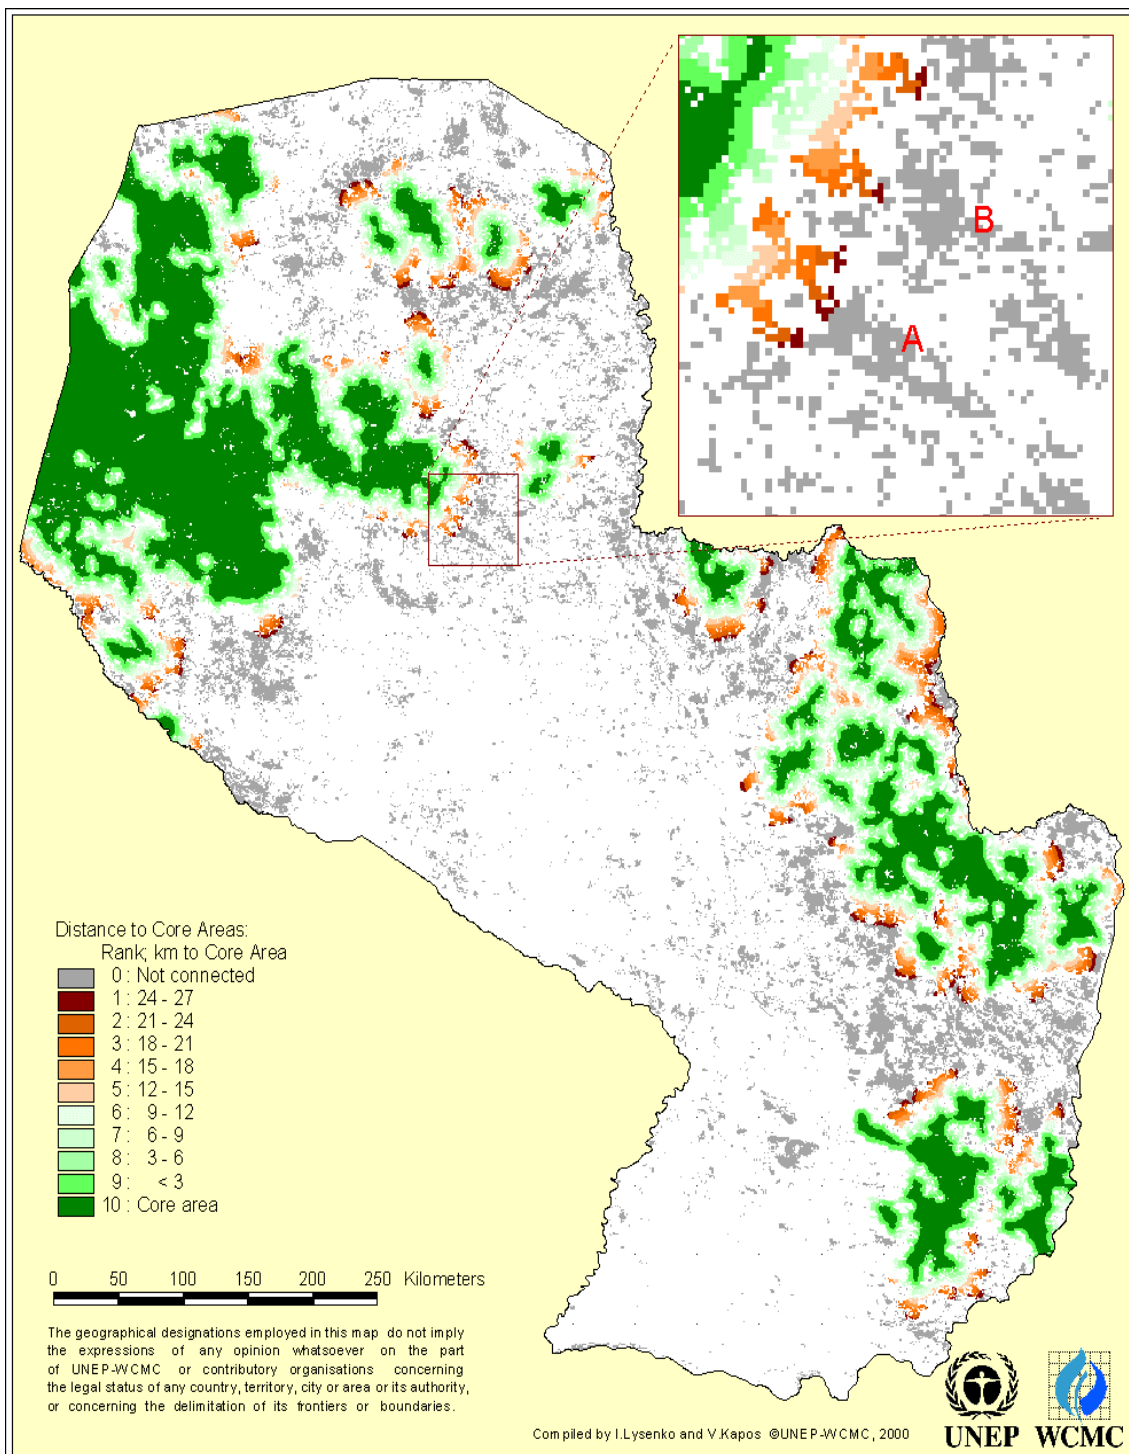 B
A
Distance to Core Areas:
Rank; km to Core Area
0 : Not connected
1 : 24 - 27
2 : 21 - 24
3 : 18 - 21
4 : 15 - 18
5 : 12 - 15
6 : 9 - 12
7 : 6 - 9
8 : 3 - 6
9 : < 3
10 : Core area
0 50 100 150 200 250 Kilometers
The geographical designations employed in this map do not imply
the expressions of any opinion whatsoever on the part
of UNEP-WCMC or contributory organisations concerning
the legal status of any country, territory, city or area or its authority,
or concerning the delimitation of its frontiers or boundaries.
Compiled by I.Lysenko and V.Kapos ©UNEP-WCMC, 2000
UNEP WCMC